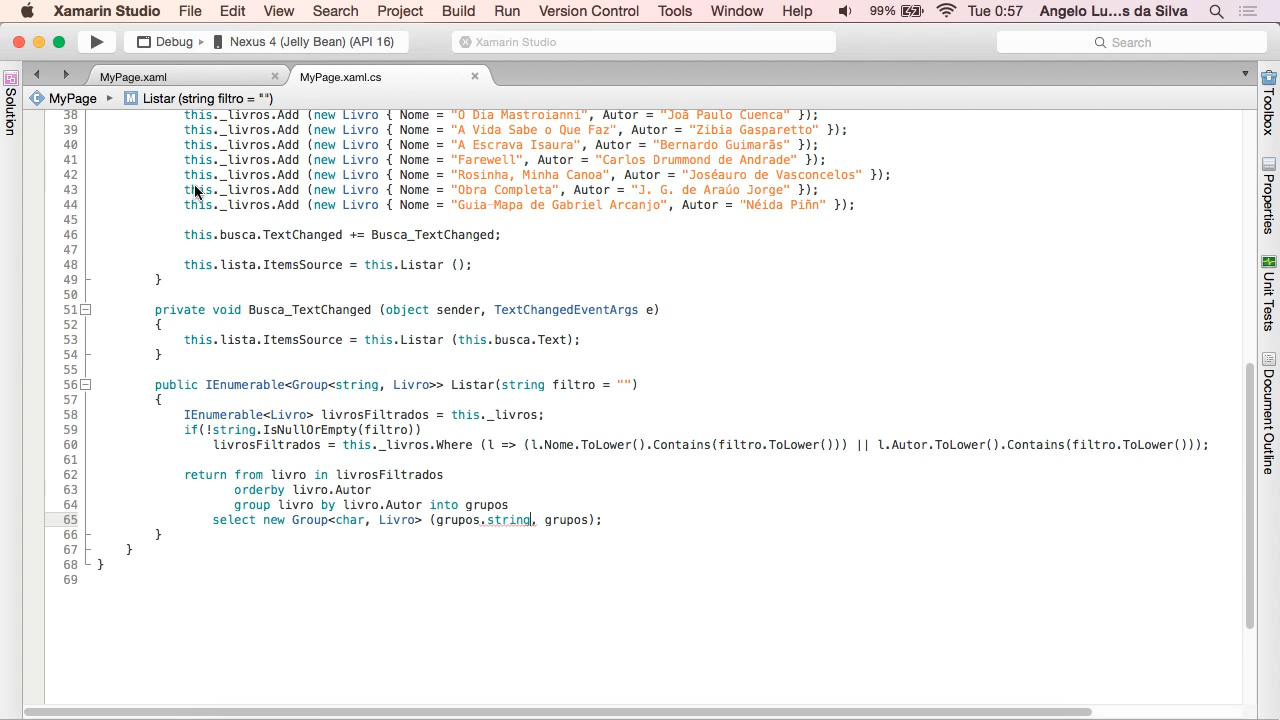 Xamarin Studio File Edit View Search Project Build Run Version Control Tools Window Help 99% Tue 0:57 Angelo Lu...s da Silva
Debug Nexus 4 (Jelly Bean) (API 16) Xamarin Studio Search
MyPage.xaml MyPage.xaml.cs
MyPage Listar (string filtro = "")
38 this._livros.Add (new Livro { Nome = "O Dia Mastroianni", Autor = "Joã Paulo Cuenca" });
39 this._livros.Add (new Livro { Nome = "A Vida Sabe o Que Faz", Autor = "Zibia Gasparetto" });
40 this._livros.Add (new Livro { Nome = "A Escrava Isaura", Autor = "Bernardo Guimarãs" });
41 this._livros.Add (new Livro { Nome = "Farewell", Autor = "Carlos Drummond de Andrade" });
42 this._livros.Add (new Livro { Nome = "Rosinha, Minha Canoa", Autor = "Joséauro de Vasconcelos" });
43 this._livros.Add (new Livro { Nome = "Obra Completa", Autor = "J. G. de Araúo Jorge" });
44 this._livros.Add (new Livro { Nome = "Guia-Mapa de Gabriel Arcanjo", Autor = "Néida Piñn" });
45
46 this.busca.TextChanged += Busca_TextChanged;
47
48 this.lista.ItemsSource = this.Listar ();
49 }
50
51 private void Busca_TextChanged (object sender, TextChangedEventArgs e)
52 {
53 this.lista.ItemsSource = this.Listar (this.busca.Text);
54 }
55
56 public IEnumerable<Group<string, Livro>> Listar(string filtro = "")
57 {
58 IEnumerable<Livro> livrosFiltrados = this._livros;
59 if(!string.IsNullOrEmpty(filtro))
60 livrosFiltrados = this._livros.Where (l => (l.Nome.ToLower().Contains(filtro.ToLower())) || l.Autor.ToLower().Contains(filtro.ToLower()));
61
62 return from livro in livrosFiltrados
63 orderby livro.Autor
64 group livro by livro.Autor into grupos
65 select new Group<char, Livro> (grupos.string, grupos);
66 }
67 }
68 }
69
Solution
Toolbox
Properties
Unit Tests
Document Outline